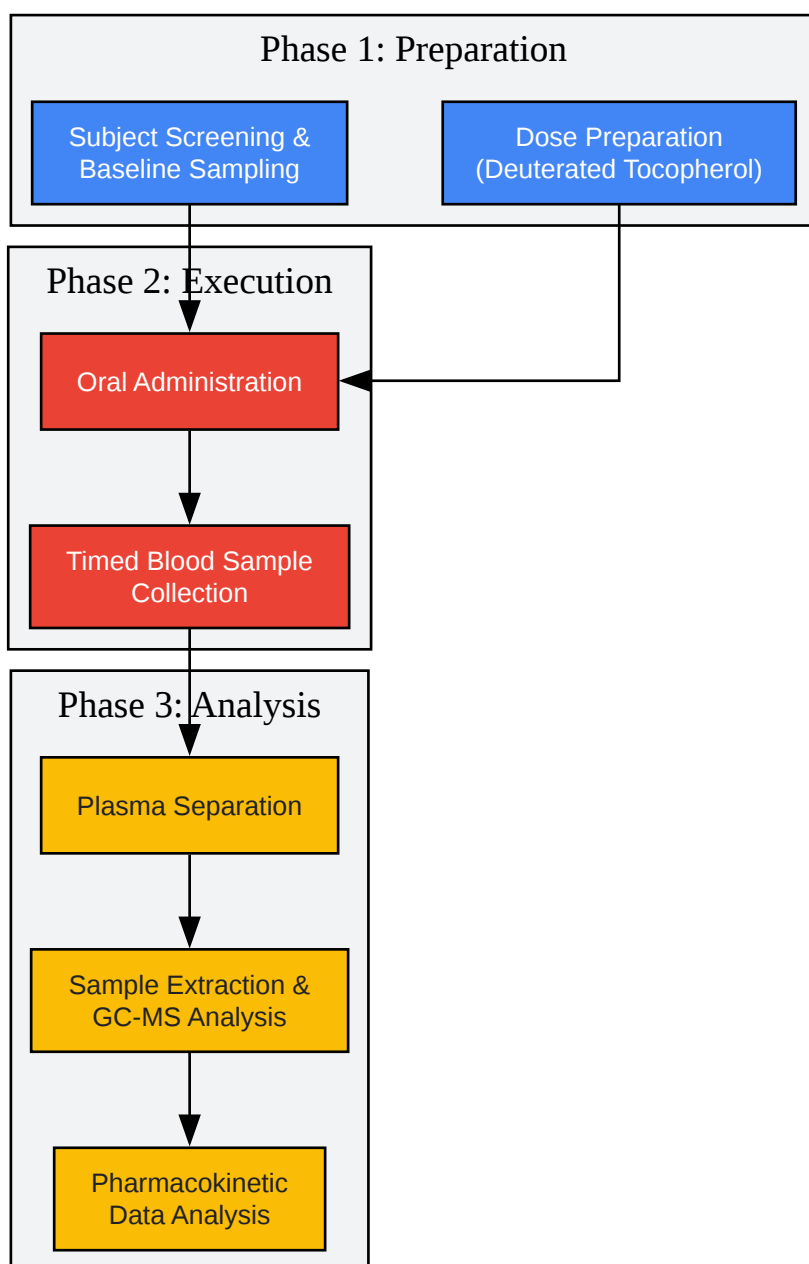 Phase 1: Preparation
Subject Screening &
Baseline Sampling
Dose Preparation
(Deuterated Tocopherol)
Phase 2: Execution
Oral Administration
Timed Blood Sample
Collection
Phase 3: Analysis
Plasma Separation
Sample Extraction &
GC-MS Analysis
Pharmacokinetic
Data Analysis